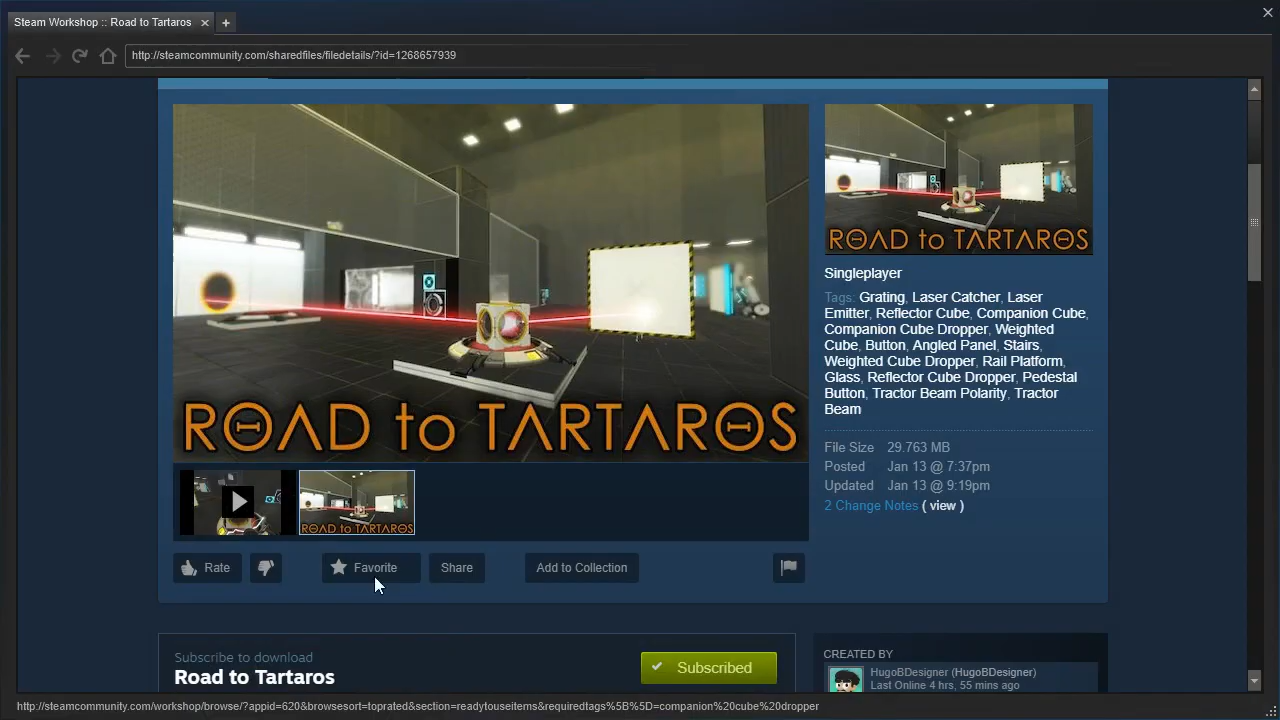 Steam Workshop :: Road to Tartaros
http://steamcommunity.com/sharedfiles/filedetails/?id=1268657939
ROAD to TARTAROS
ROAD to TARTAROS
Singleplayer
Tags: Grating, Laser Catcher, Laser
Emitter, Reflector Cube, Companion Cube,
Companion Cube Dropper, Weighted
Cube, Button, Angled Panel, Stairs,
Weighted Cube Dropper, Rail Platform,
Glass, Reflector Cube Dropper, Pedestal
Button, Tractor Beam Polarity, Tractor
Beam
File Size 29.763 MB
Posted Jan 13 @ 7:37pm
Updated Jan 13 @ 9:19pm
2 Change Notes ( view )
ROAD to TARTAROS
Rate
Favorite
Share
Add to Collection
Subscribe to download
Road to Tartaros
Subscribed
CREATED BY
HugoBDesigner (HugoBDesigner)
Last Online 4 hrs, 55 mins ago
http://steamcommunity.com/workshop/browse/?appid=620&browsesort=toprated&section=readytouseitems&requiredtags%5B%5D=companion%20cube%20dropper